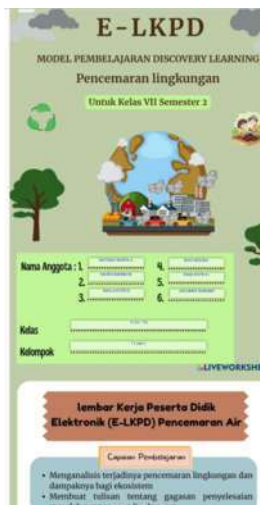 E-LKPD
MODEL PEMBELAJARAN DISCOVERY LEARNING
Pencemaran lingkungan
Untuk Kelas VII Semester 2
Nama Anggota : 1.
4.
2.
5.
3.
6.
Kelas
Kelompok
LIVEWORKSHE
lembar Kerja Peserta Didik
Elektronik (E-LKPD) Pencemaran Air
Capaian Pembelajaran
• Menganalisis terjadinya pencemaran lingkungan dan
dampaknya bagi ekosistem
• Membuat tulisan tentang gagasan penyelesaian